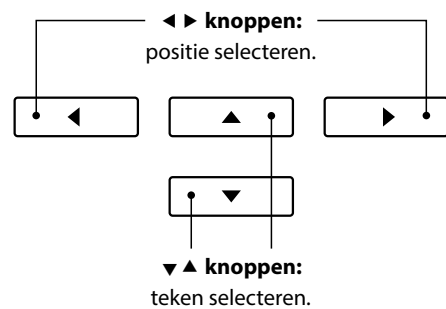 ◀ ▶ knoppen:
positie selecteren.
◀ ▲ ▶
▼
▼ ▲ knoppen:
teken selecteren.